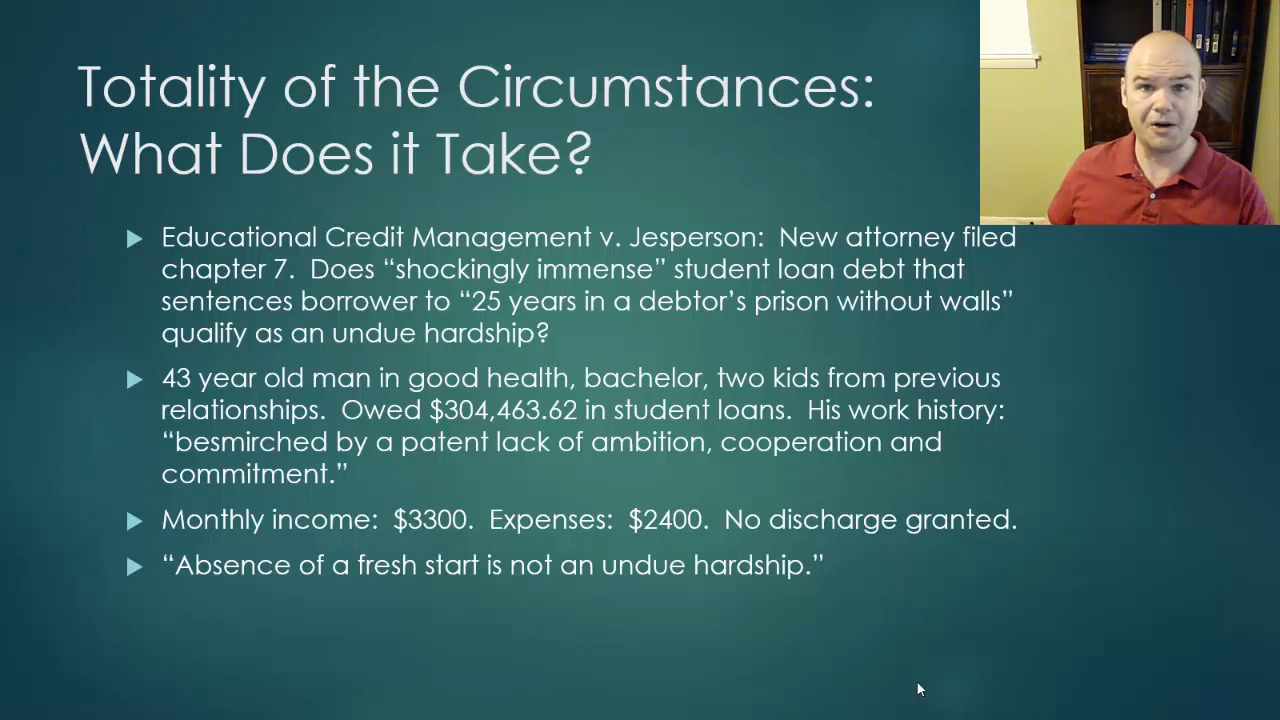 Totality of the Circumstances:
What Does it Take?
Educational Credit Management v. Jesperson:  New attorney filed
chapter 7.  Does “shockingly immense” student loan debt that
sentences borrower to “25 years in a debtor’s prison without walls”
qualify as an undue hardship?
43 year old man in good health, bachelor, two kids from previous
relationships.  Owed $304,463.62 in student loans.  His work history:
“besmirched by a patent lack of ambition, cooperation and
commitment.”
Monthly income:  $3300.  Expenses:  $2400.  No discharge granted.
“Absence of a fresh start is not an undue hardship.”